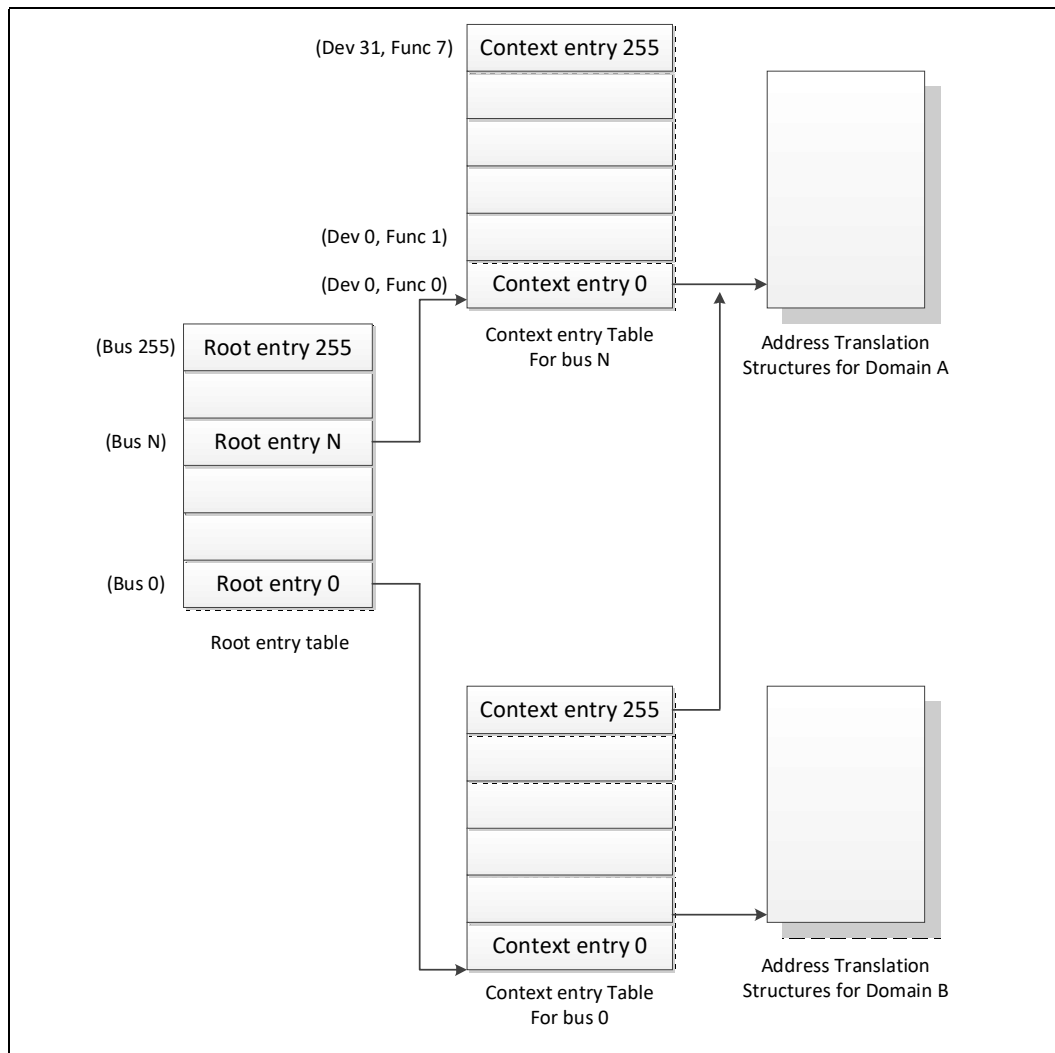 (Dev 31, Func 7)
Context entry 255
(Dev 0, Func 1)
(Dev 0, Func 0)
Context entry 0
Context entry Table
For bus N
Address Translation
Structures for Domain A
(Bus 255)
Root entry 255
(Bus N)
Root entry N
(Bus 0)
Root entry 0
Root entry table
Context entry 255
Context entry 0
Context entry Table
For bus 0
Address Translation
Structures for Domain B